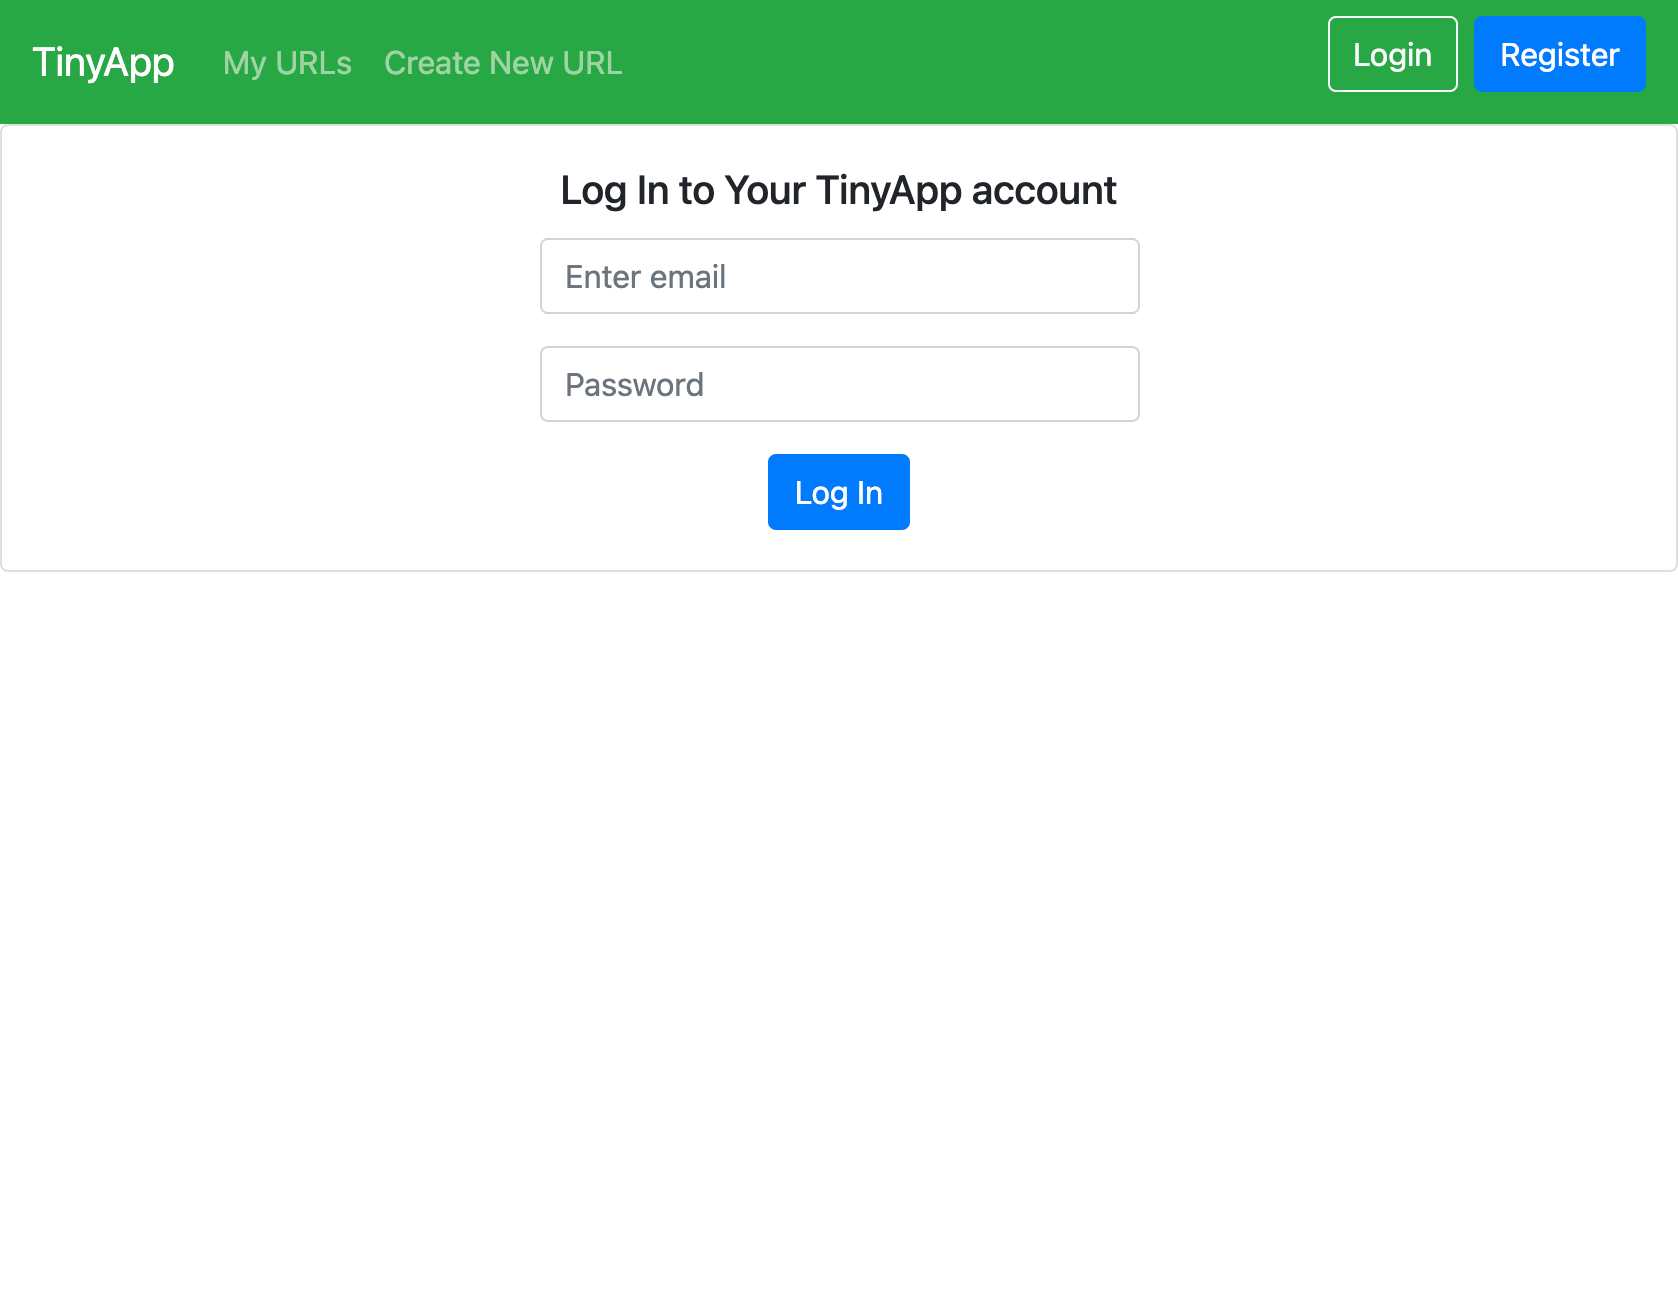 TinyApp My URLs Create New URL Login Register
Log In to Your TinyApp account
Enter email
Password
Log In